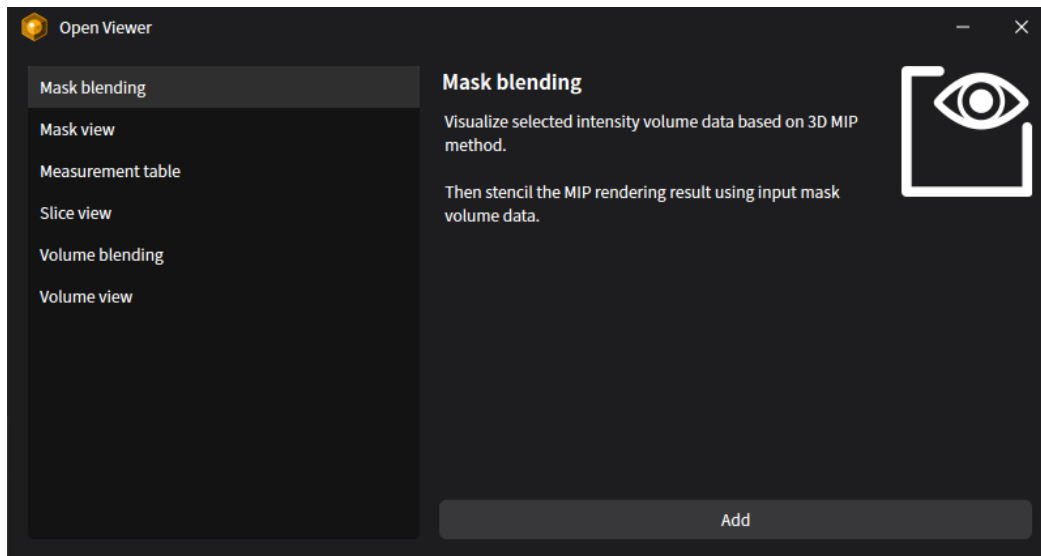 Open Viewer
Mask blending
Mask view
Measurement table
Slice view
Volume blending
Volume view
Mask blending
Visualize selected intensity volume data based on 3D MIP
method.
Then stencil the MIP rendering result using input mask
volume data.
Add